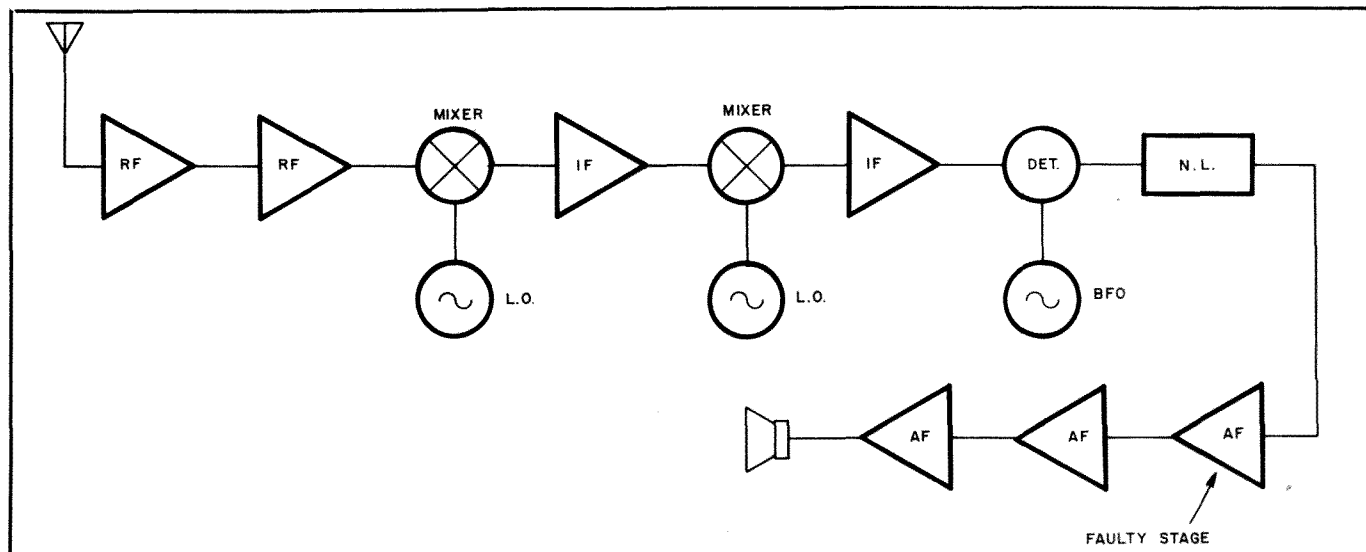 MIXER
MIXER
RF
RF
IF
IF
DET.
N.L.
L.O.
L.O.
BFO
AF
AF
AF
FAULTY STAGE